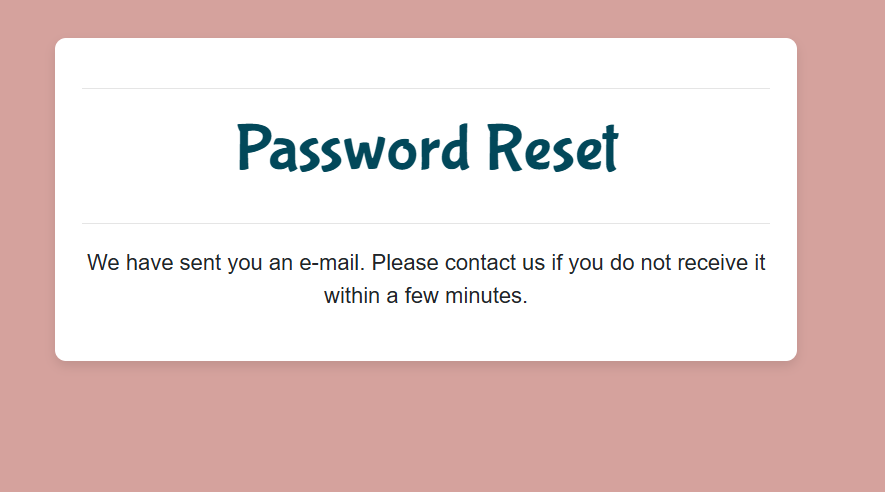 Password Reset
We have sent you an e-mail. Please contact us if you do not receive it
within a few minutes.